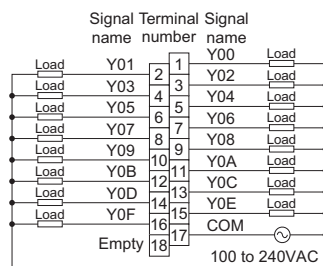 Signal Terminal Signal
name number name
Load Y01 1 Y00 Load
2
Load Y03 3 Y02 Load
4
Load Y05 5 Y04 Load
6
Load Y07 7 Y06 Load
8
Load Y09 9 Y08 Load
10
Load Y0B 11 Y0A Load
12
Load Y0D 13 Y0C Load
14
Load Y0F 15 Y0E Load
16
17 COM
Empty 18
100 to 240VAC